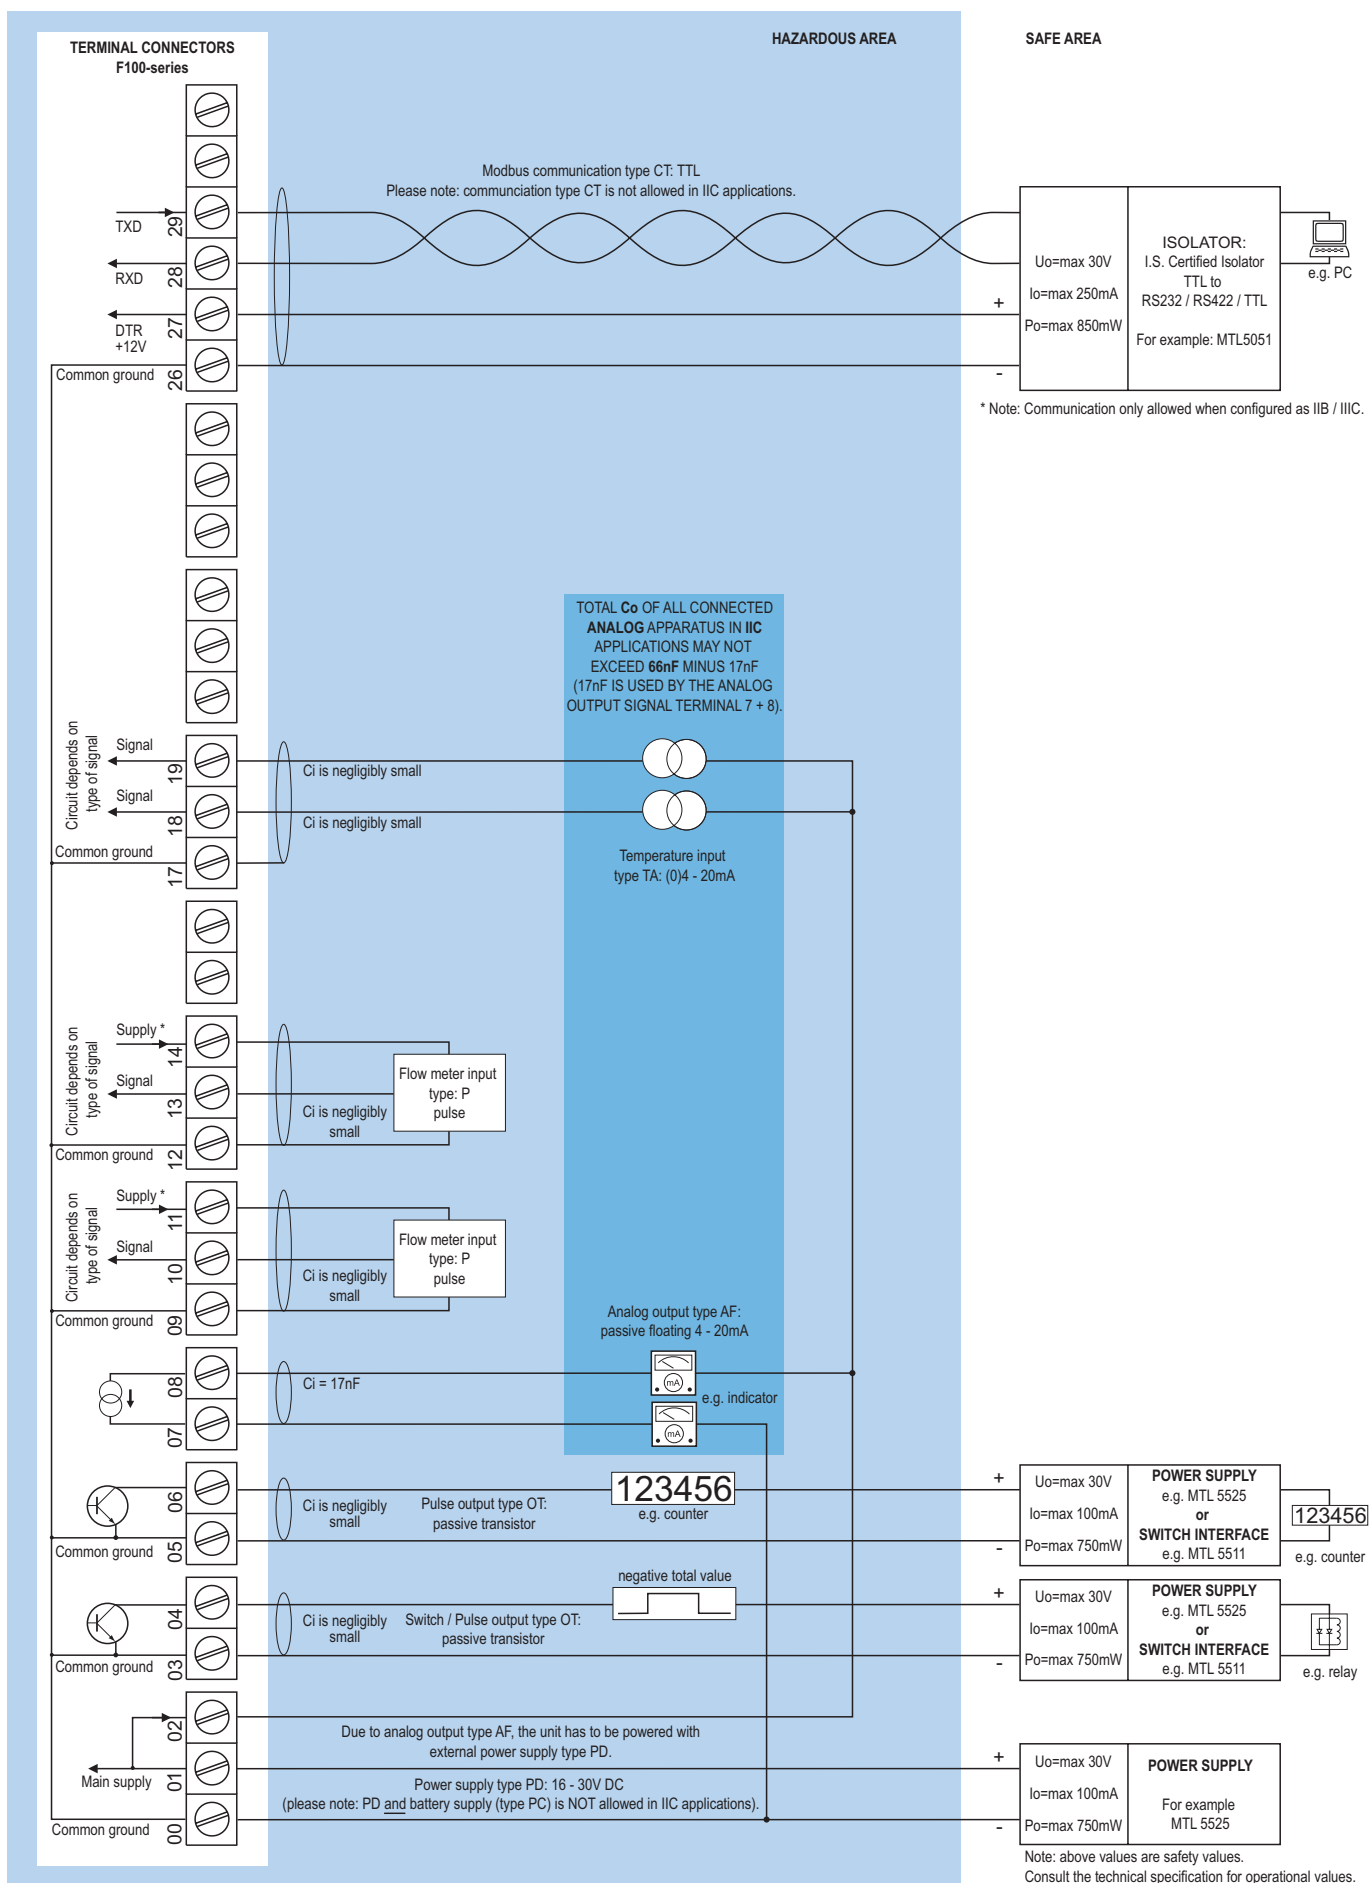 TERMINAL CONNECTORS
F100-series
HAZARDOUS AREA
SAFE AREA
Modbus communication type CT: TTL
Please note: communciation type CT is not allowed in IIC applications.
TXD
29
RXD
28
DTR
+12V
27
Common ground
26
+
-
Uo=max 30V
Io=max 250mA
Po=max 850mW
ISOLATOR:
I.S. Certified Isolator
TTL to
RS232 / RS422 / TTL
For example: MTL5051
e.g. PC
* Note: Communication only allowed when configured as IIB / IIIC.
TOTAL Co OF ALL CONNECTED
ANALOG APPARATUS IN IIC
APPLICATIONS MAY NOT
EXCEED 66nF MINUS 17nF
(17nF IS USED BY THE ANALOG
OUTPUT SIGNAL TERMINAL 7 + 8).
Circuit depends on
type of signal
Signal
19
Ci is negligibly small
Signal
18
Ci is negligibly small
Common ground
17
Temperature input
type TA: (0)4 - 20mA
Circuit depends on
type of signal
Supply *
14
Signal
13
Common ground
12
Ci is negligibly
small
Flow meter input
type: P
pulse
Circuit depends on
type of signal
Supply *
11
Signal
10
Common ground
09
Ci is negligibly
small
Flow meter input
type: P
pulse
Analog output type AF:
passive floating 4 - 20mA
08
Ci = 17nF
mA
e.g. indicator
07
mA
06
Ci is negligibly
small
Pulse output type OT:
passive transistor
123456
e.g. counter
Common ground
05
+
-
Uo=max 30V
Io=max 100mA
Po=max 750mW
POWER SUPPLY
e.g. MTL 5525
or
SWITCH INTERFACE
e.g. MTL 5511
123456
e.g. counter
04
Ci is negligibly
small
Switch / Pulse output type OT:
passive transistor
negative total value
Common ground
03
+
-
Uo=max 30V
Io=max 100mA
Po=max 750mW
POWER SUPPLY
e.g. MTL 5525
or
SWITCH INTERFACE
e.g. MTL 5511
e.g. relay
02
Due to analog output type AF, the unit has to be powered with
external power supply type PD.
Main supply
01
Power supply type PD: 16 - 30V DC
(please note: PD and battery supply (type PC) is NOT allowed in IIC applications).
Common ground
00
+
-
Uo=max 30V
Io=max 100mA
Po=max 750mW
POWER SUPPLY
For example
MTL 5525
Note: above values are safety values.
Consult the technical specification for operational values.